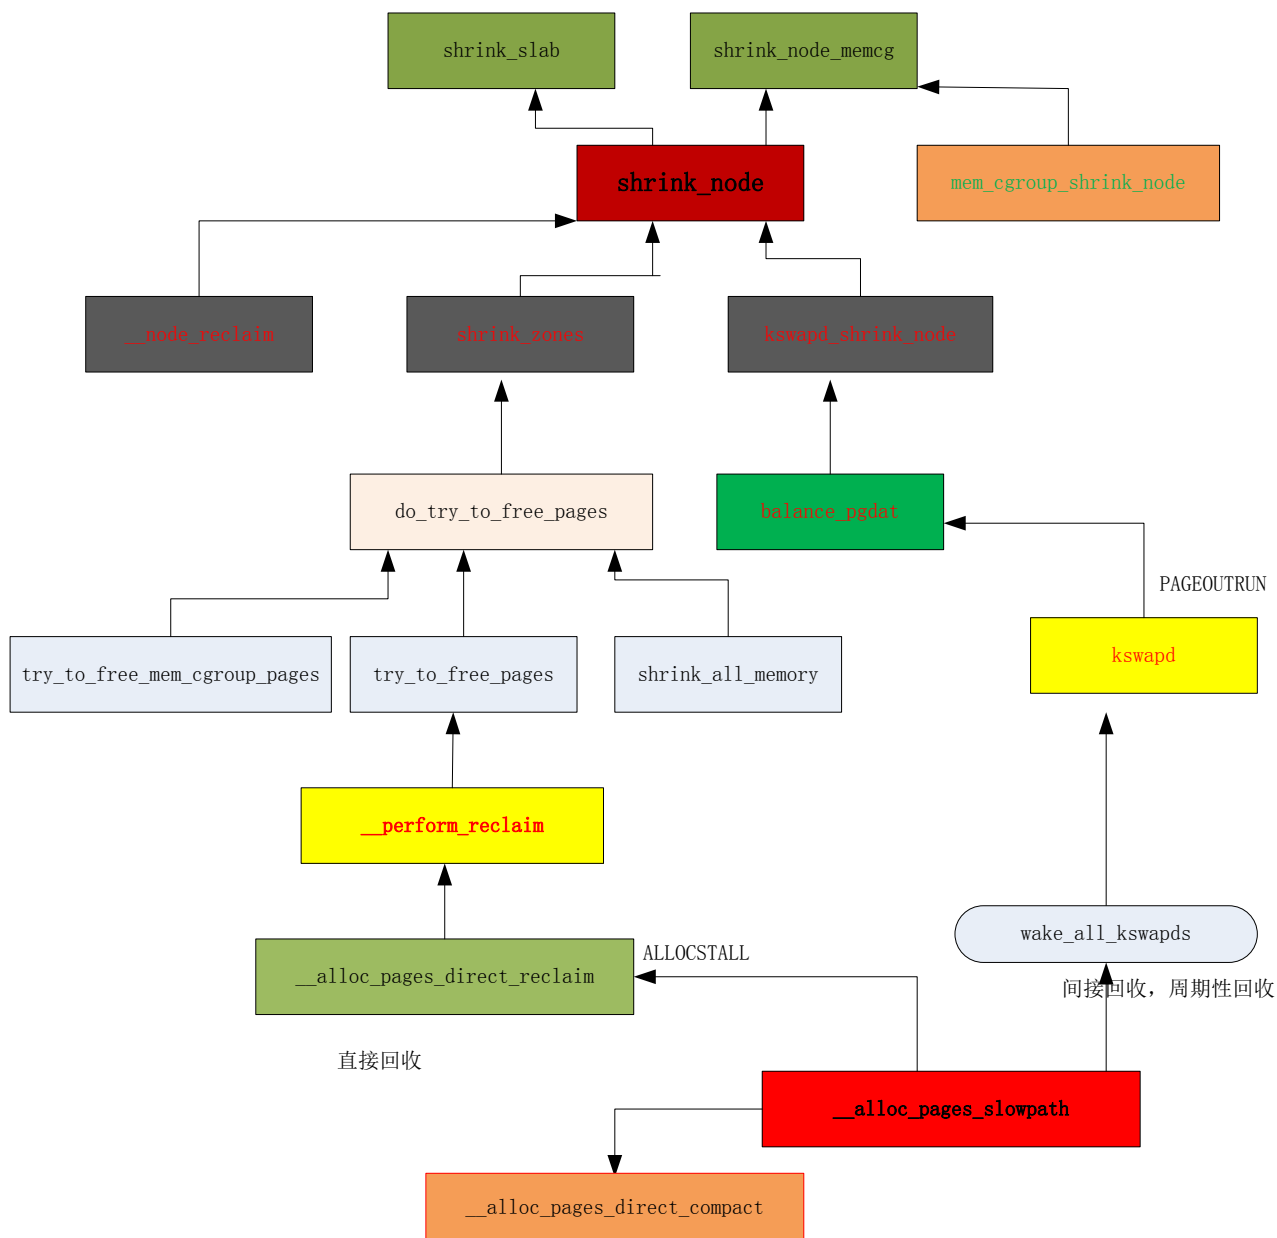 shrink_slab
shrink_node_memcg
shrink_node
mem_cgroup_shrink_node
__node_reclaim
shrink_zones
kswapd_shrink_node
do_try_to_free_pages
balance_pgdat
PAGEOUTRUN
try_to_free_mem_cgroup_pages
try_to_free_pages
shrink_all_memory
kswapd
__perform_reclaim
wake_all_kswapds
ALLOCSTALL
__alloc_pages_direct_reclaim
间接回收，周期性回收
直接回收
__alloc_pages_slowpath
__alloc_pages_direct_compact